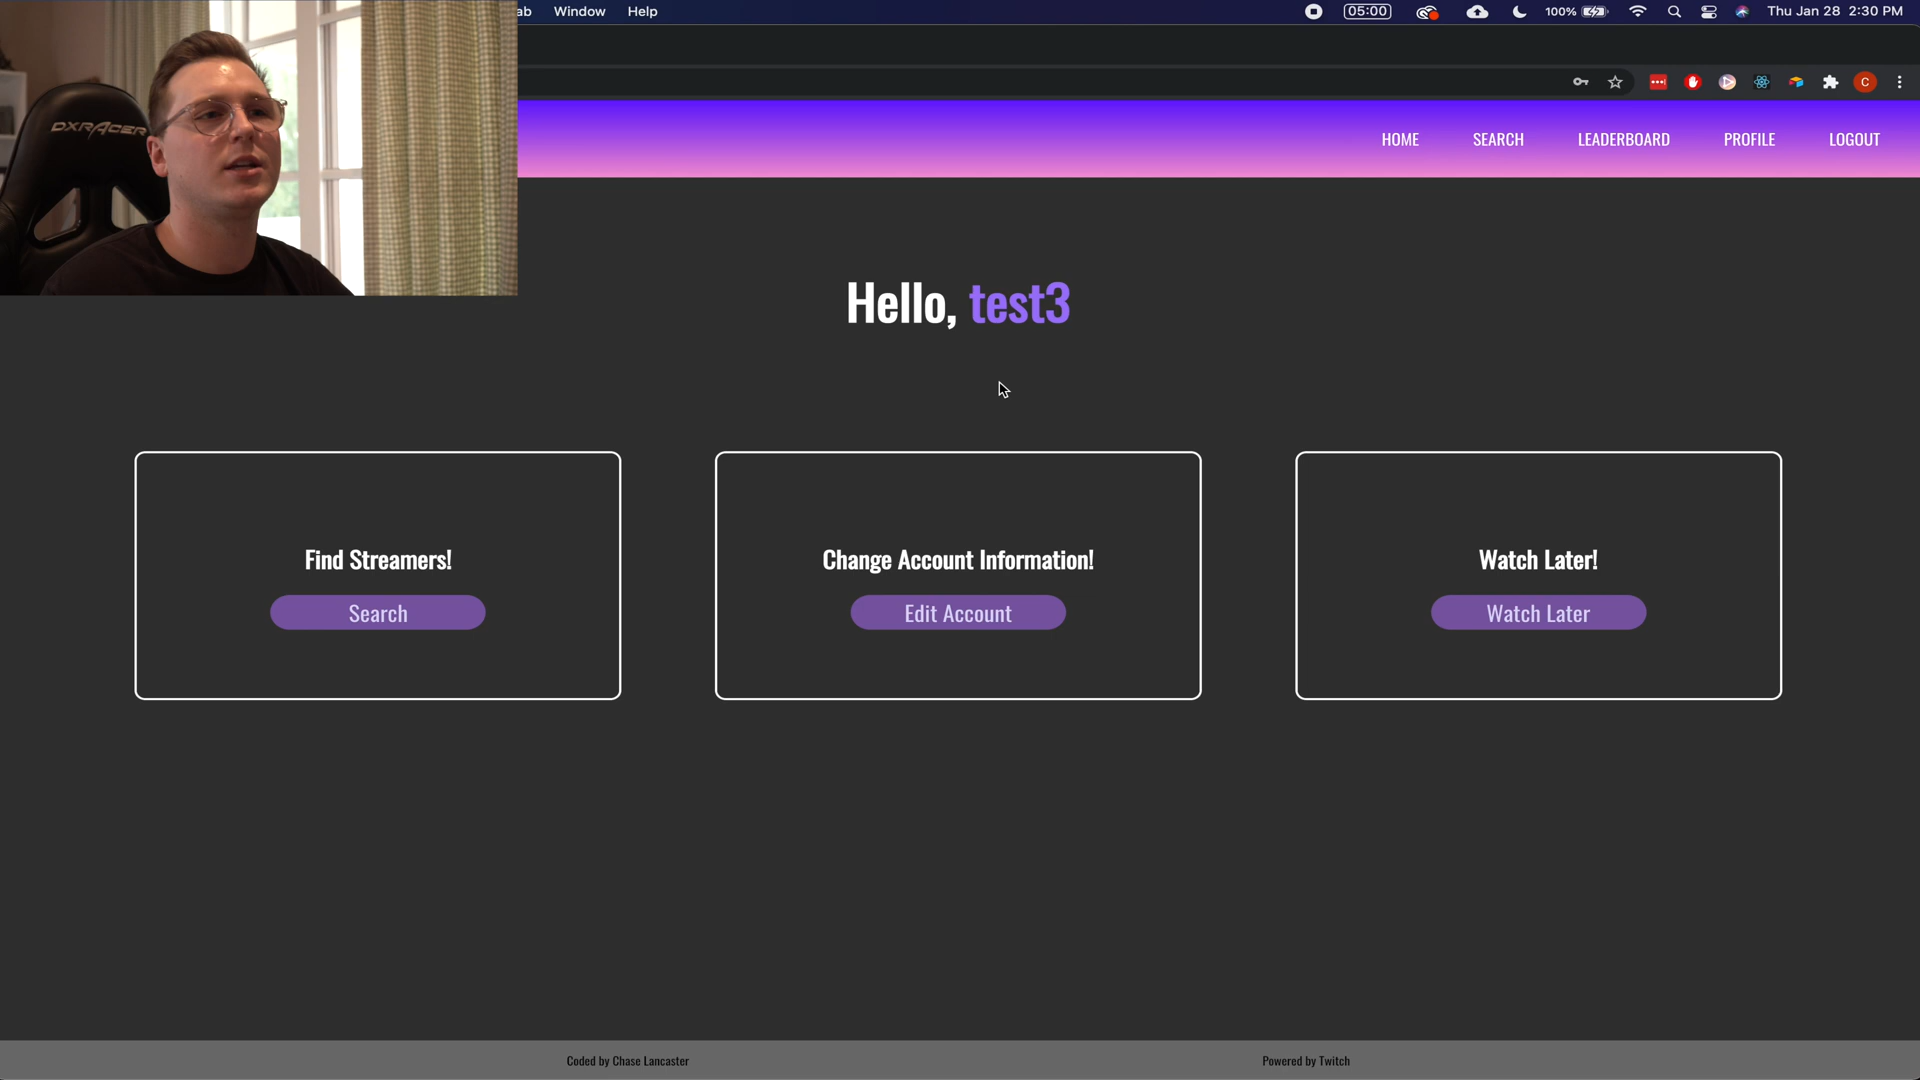 ab Window Help 05:00 100% Thu Jan 28 2:30 PM
DXRACER
C
HOME SEARCH LEADERBOARD PROFILE LOGOUT
Hello, test3
Find Streamers!
Search
Change Account Information!
Edit Account
Watch Later!
Watch Later
Coded by Chase Lancaster
Powered by Twitch